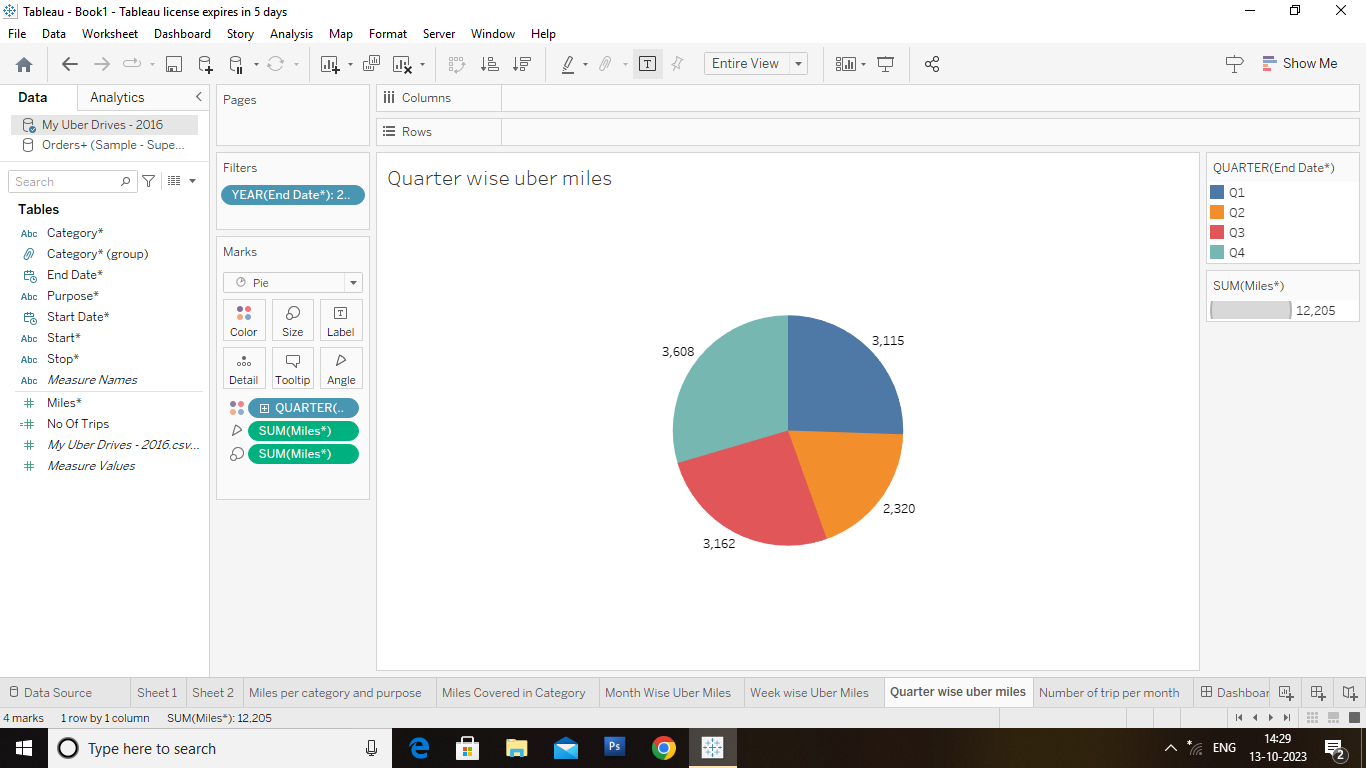 Tableau - Book1 - Tableau license expires in 5 days
File Data Worksheet Dashboard Story Analysis Map Format Server Window Help
Entire View
Show Me
Data Analytics
My Uber Drives - 2016
Orders+ (Sample - Supe...
Search
Tables
Abc Category*
Category* (group)
End Date*
Abc Purpose*
Start Date*
Abc Start*
Abc Stop*
Abc Measure Names
Miles*
No Of Trips
My Uber Drives - 2016.csv...
Measure Values
Pages
Filters
YEAR(End Date*): 2..
Marks
Pie
Color Size Label
Detail Tooltip Angle
QUARTER(..
SUM(Miles*)
SUM(Miles*)
Columns
Rows
Quarter wise uber miles
3,115
3,608
2,320
3,162
QUARTER(End Date*)
Q1
Q2
Q3
Q4
SUM(Miles*)
12,205
Data Source Sheet 1 Sheet 2 Miles per category and purpose Miles Covered in Category Month Wise Uber Miles Week wise Uber Miles Quarter wise uber miles Number of trip per month Dashboar
4 marks 1 row by 1 column SUM(Miles*): 12,205
Type here to search
Ps
ENG
14:29
13-10-2023
2